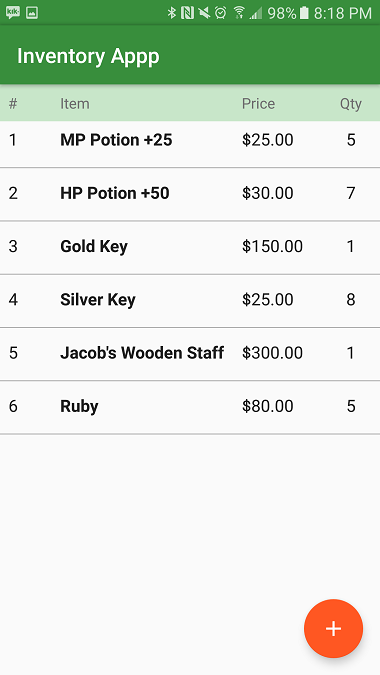 kik 98% 8:18 PM
Inventory Appp
# Item Price Qty
1 MP Potion +25 $25.00 5
2 HP Potion +50 $30.00 7
3 Gold Key $150.00 1
4 Silver Key $25.00 8
5 Jacob's Wooden Staff $300.00 1
6 Ruby $80.00 5
+